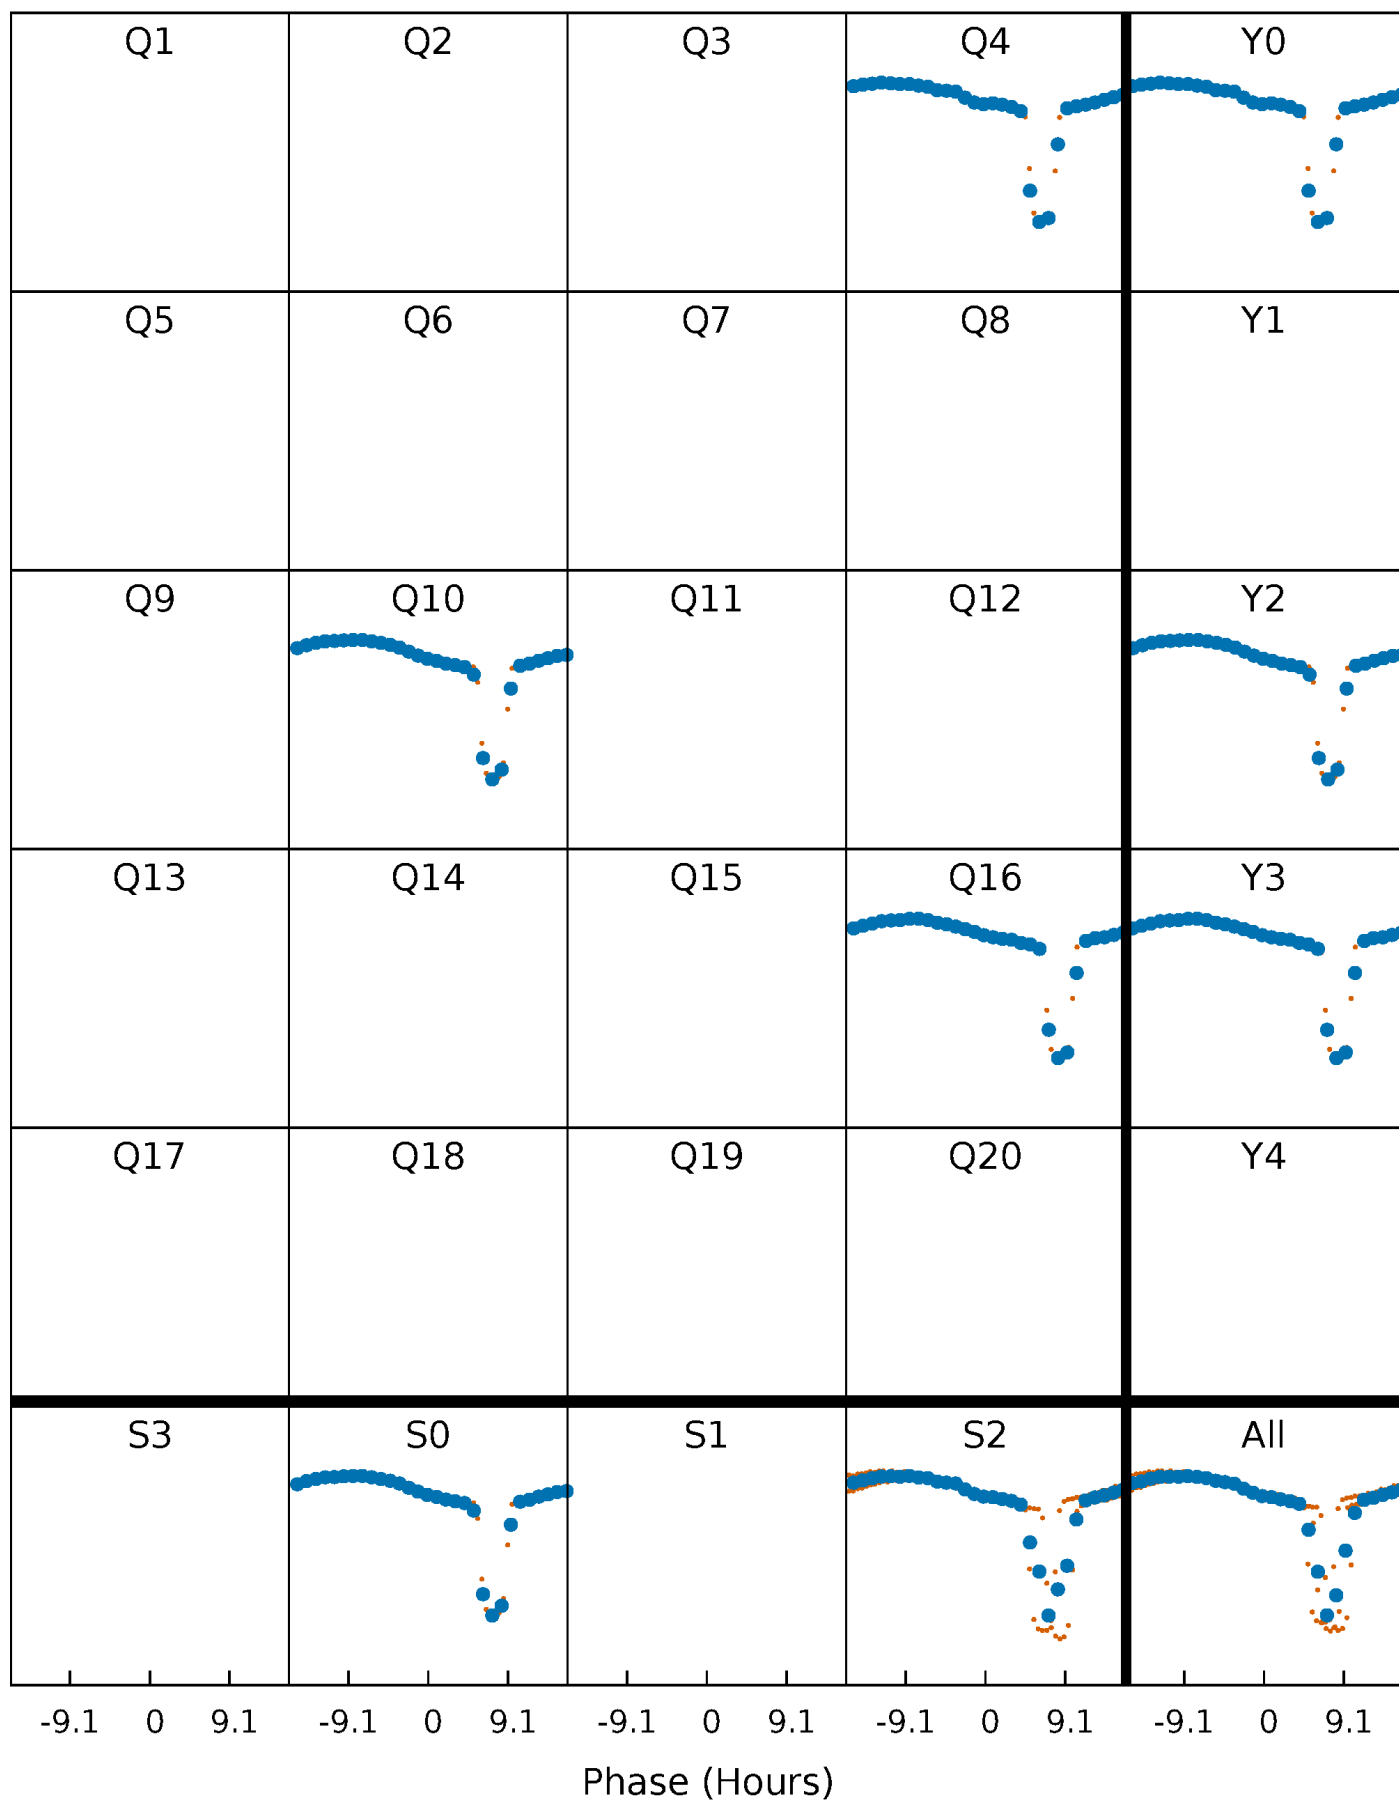 Q1 Q2 Q3 Q4 Y0
Q5 Q6 Q7 Q8 Y1
Q9 Q10 Q11 Q12 Y2
Q13 Q14 Q15 Q16 Y3
Q17 Q18 Q19 Q20 Y4
S3 S0 S1 S2 All
-9.1 0 9.1 -9.1 0 9.1 -9.1 0 9.1 -9.1 0 9.1 -9.1 0 9.1
Phase (Hours)